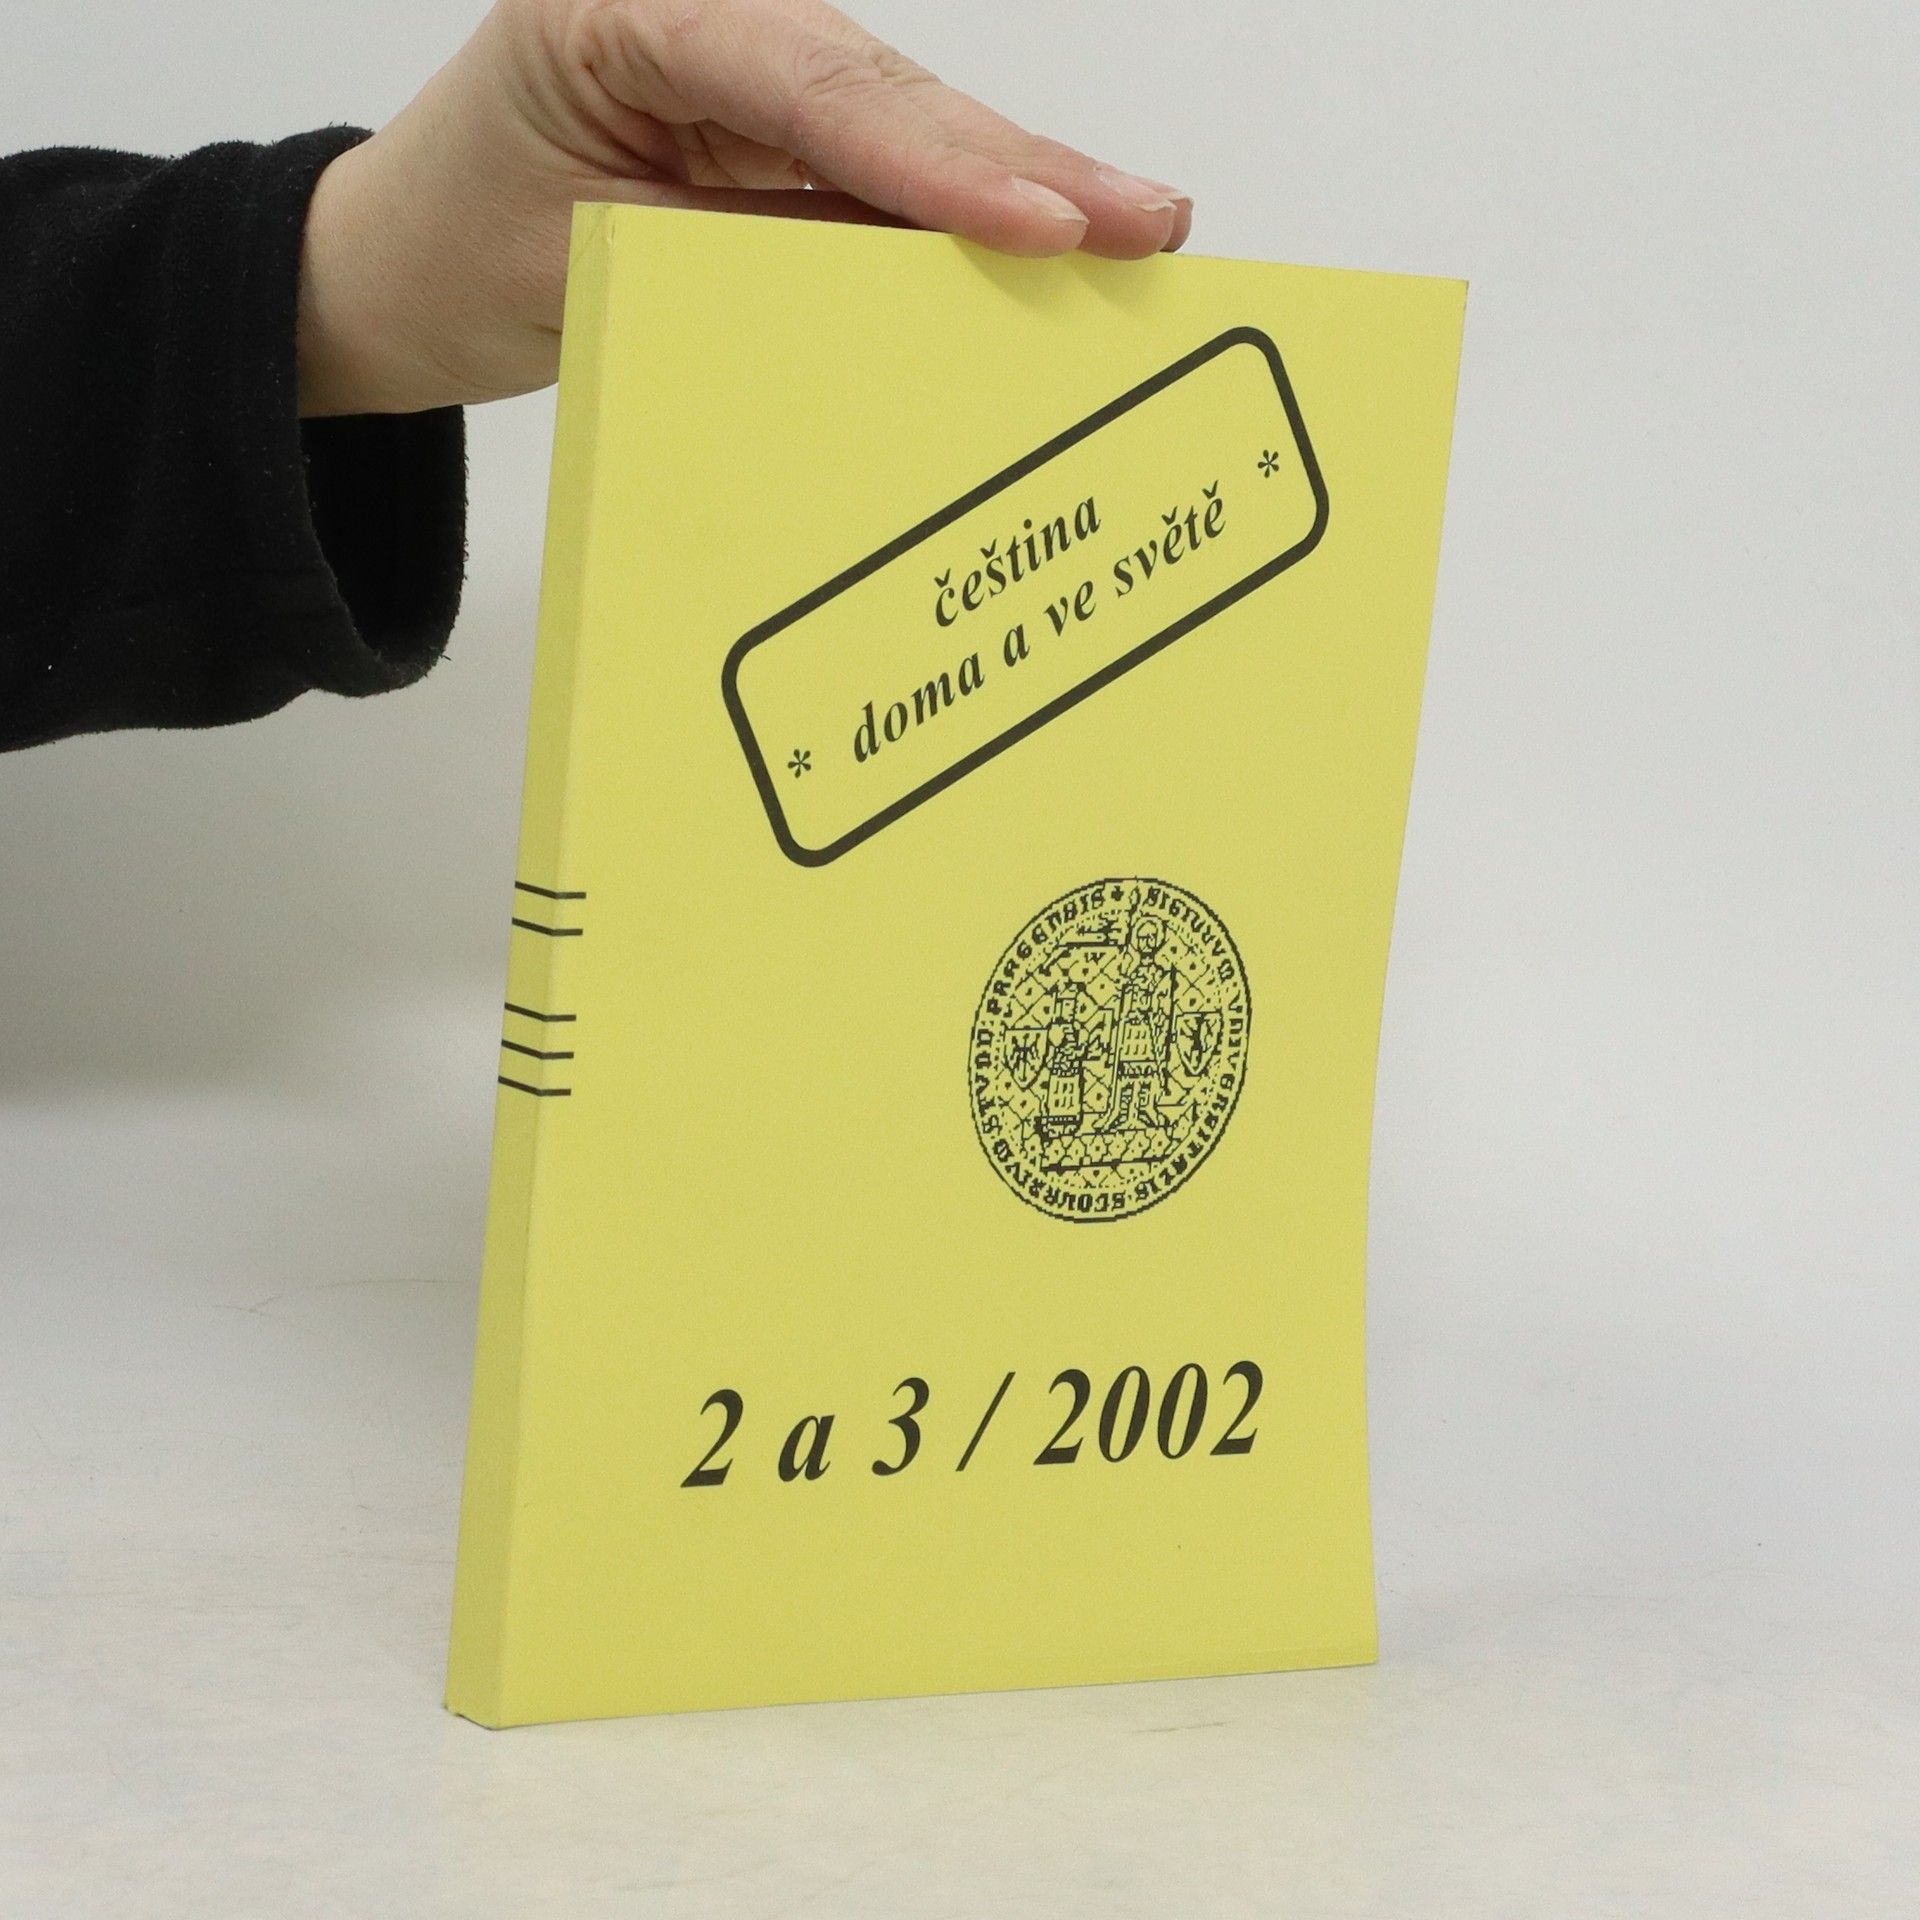 čeština
* doma a ve světě *
2 a 3 / 2002